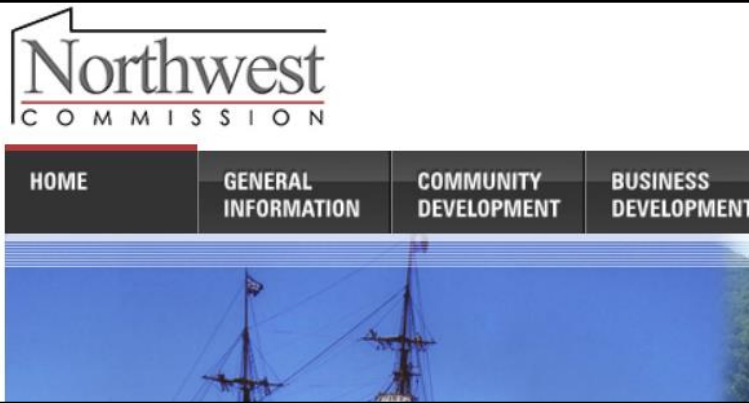 Northwest
COMMISSION
HOME
GENERAL
INFORMATION
COMMUNITY
DEVELOPMENT
BUSINESS
DEVELOPMENT